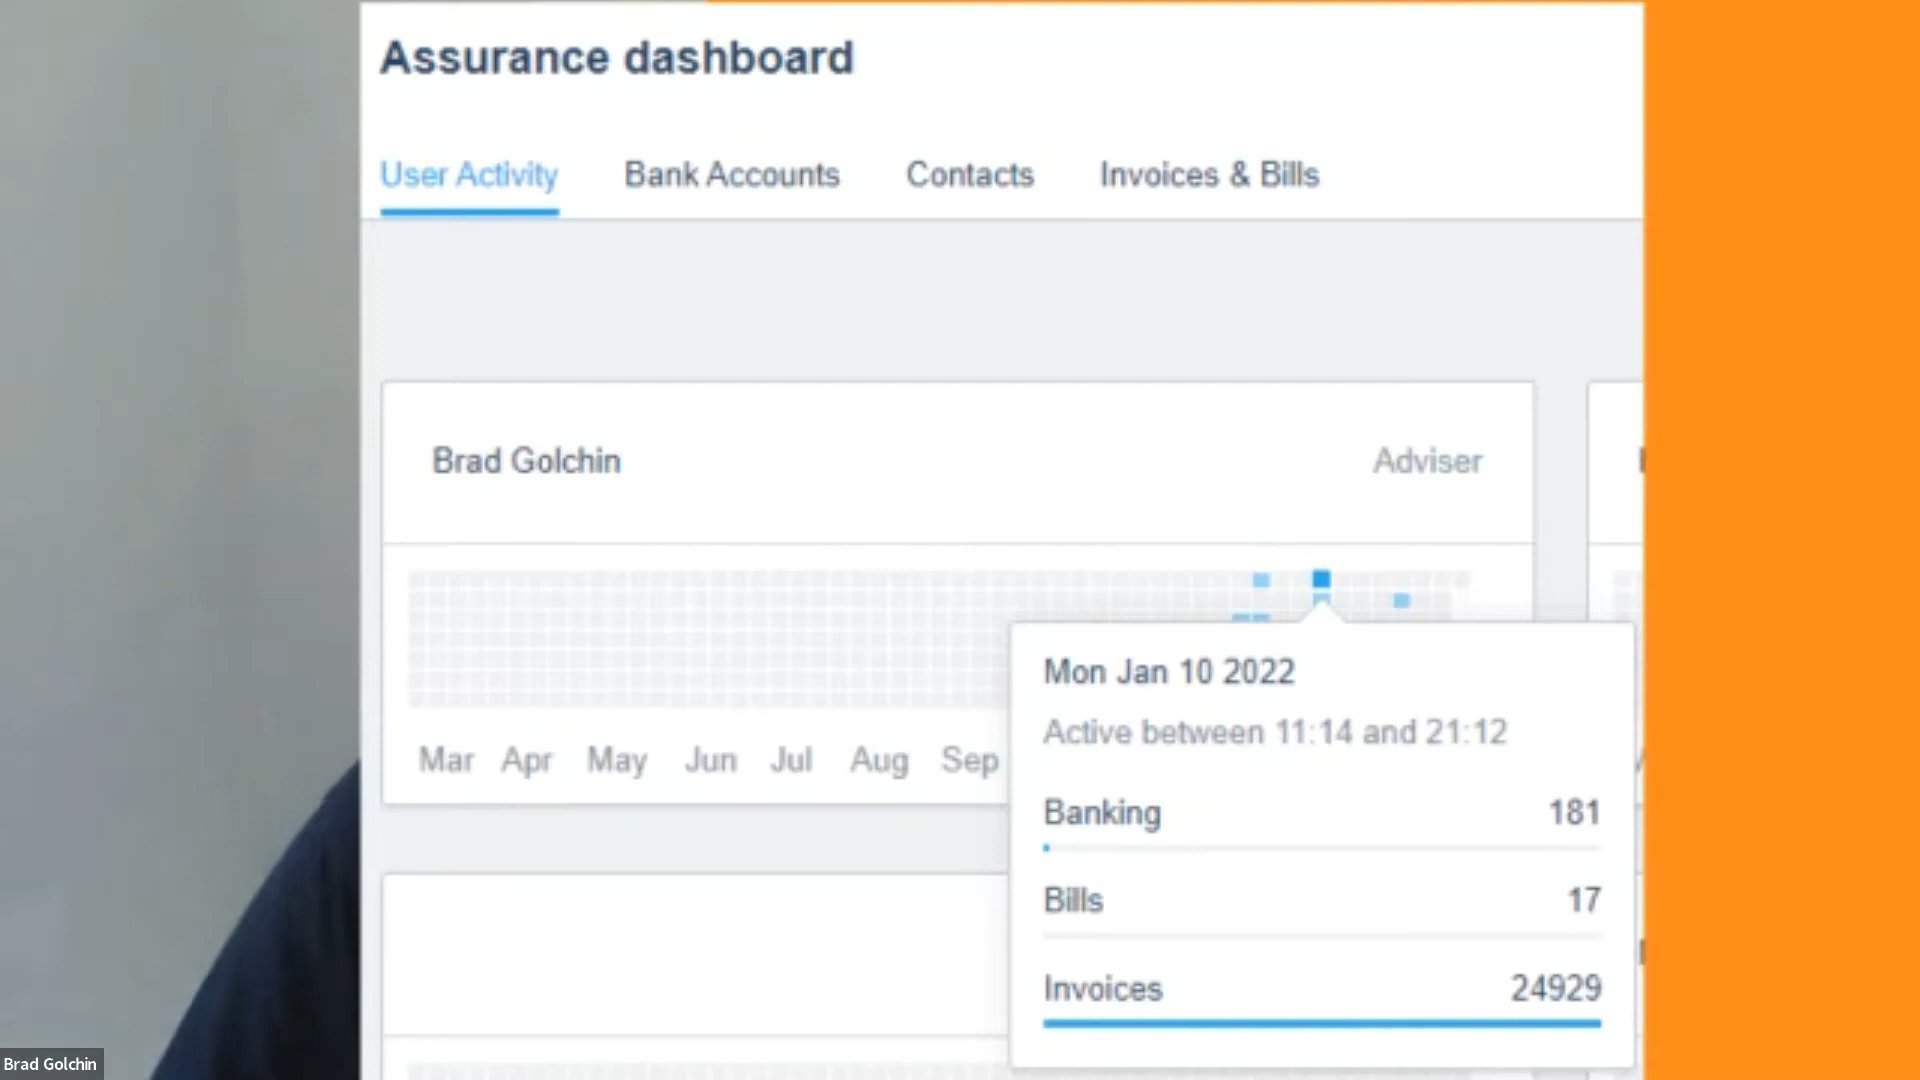 Assurance dashboard
User Activity Bank Accounts Contacts Invoices & Bills
Brad Golchin Adviser
Mar Apr May Jun Jul Aug Sep
Mon Jan 10 2022
Active between 11:14 and 21:12
Banking 181
Bills 17
Invoices 24929
Brad Golchin